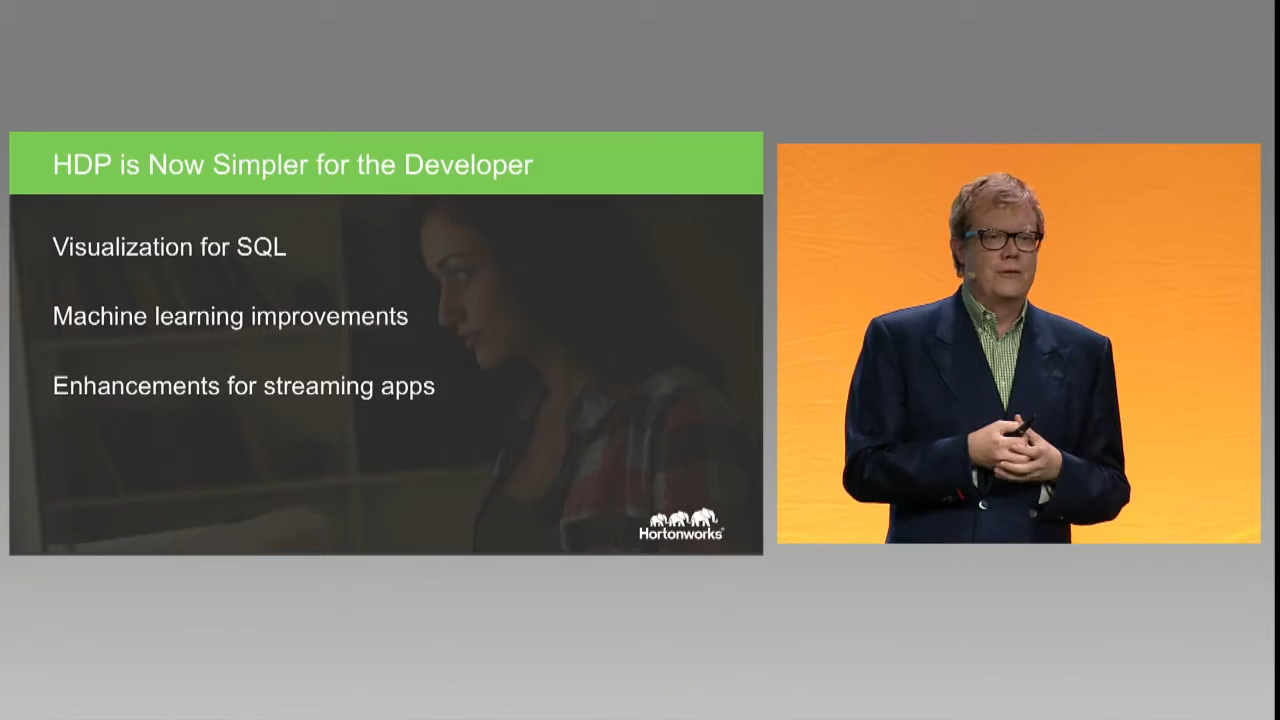 HDP is Now Simpler for the Developer
Visualization for SQL
Machine learning improvements
Enhancements for streaming apps
Hortonworks